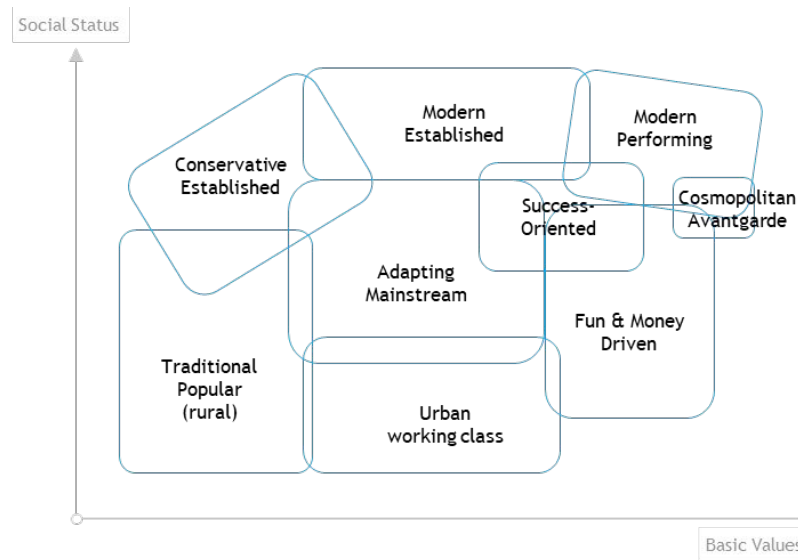 Social Status
Modern
Established
Modern
Performing
Conservative
Established
Cosmopolitan
Avantgarde
Success-
Oriented
Adapting
Mainstream
Fun & Money
Driven
Traditional
Popular
(rural)
Urban
working class
Basic Values